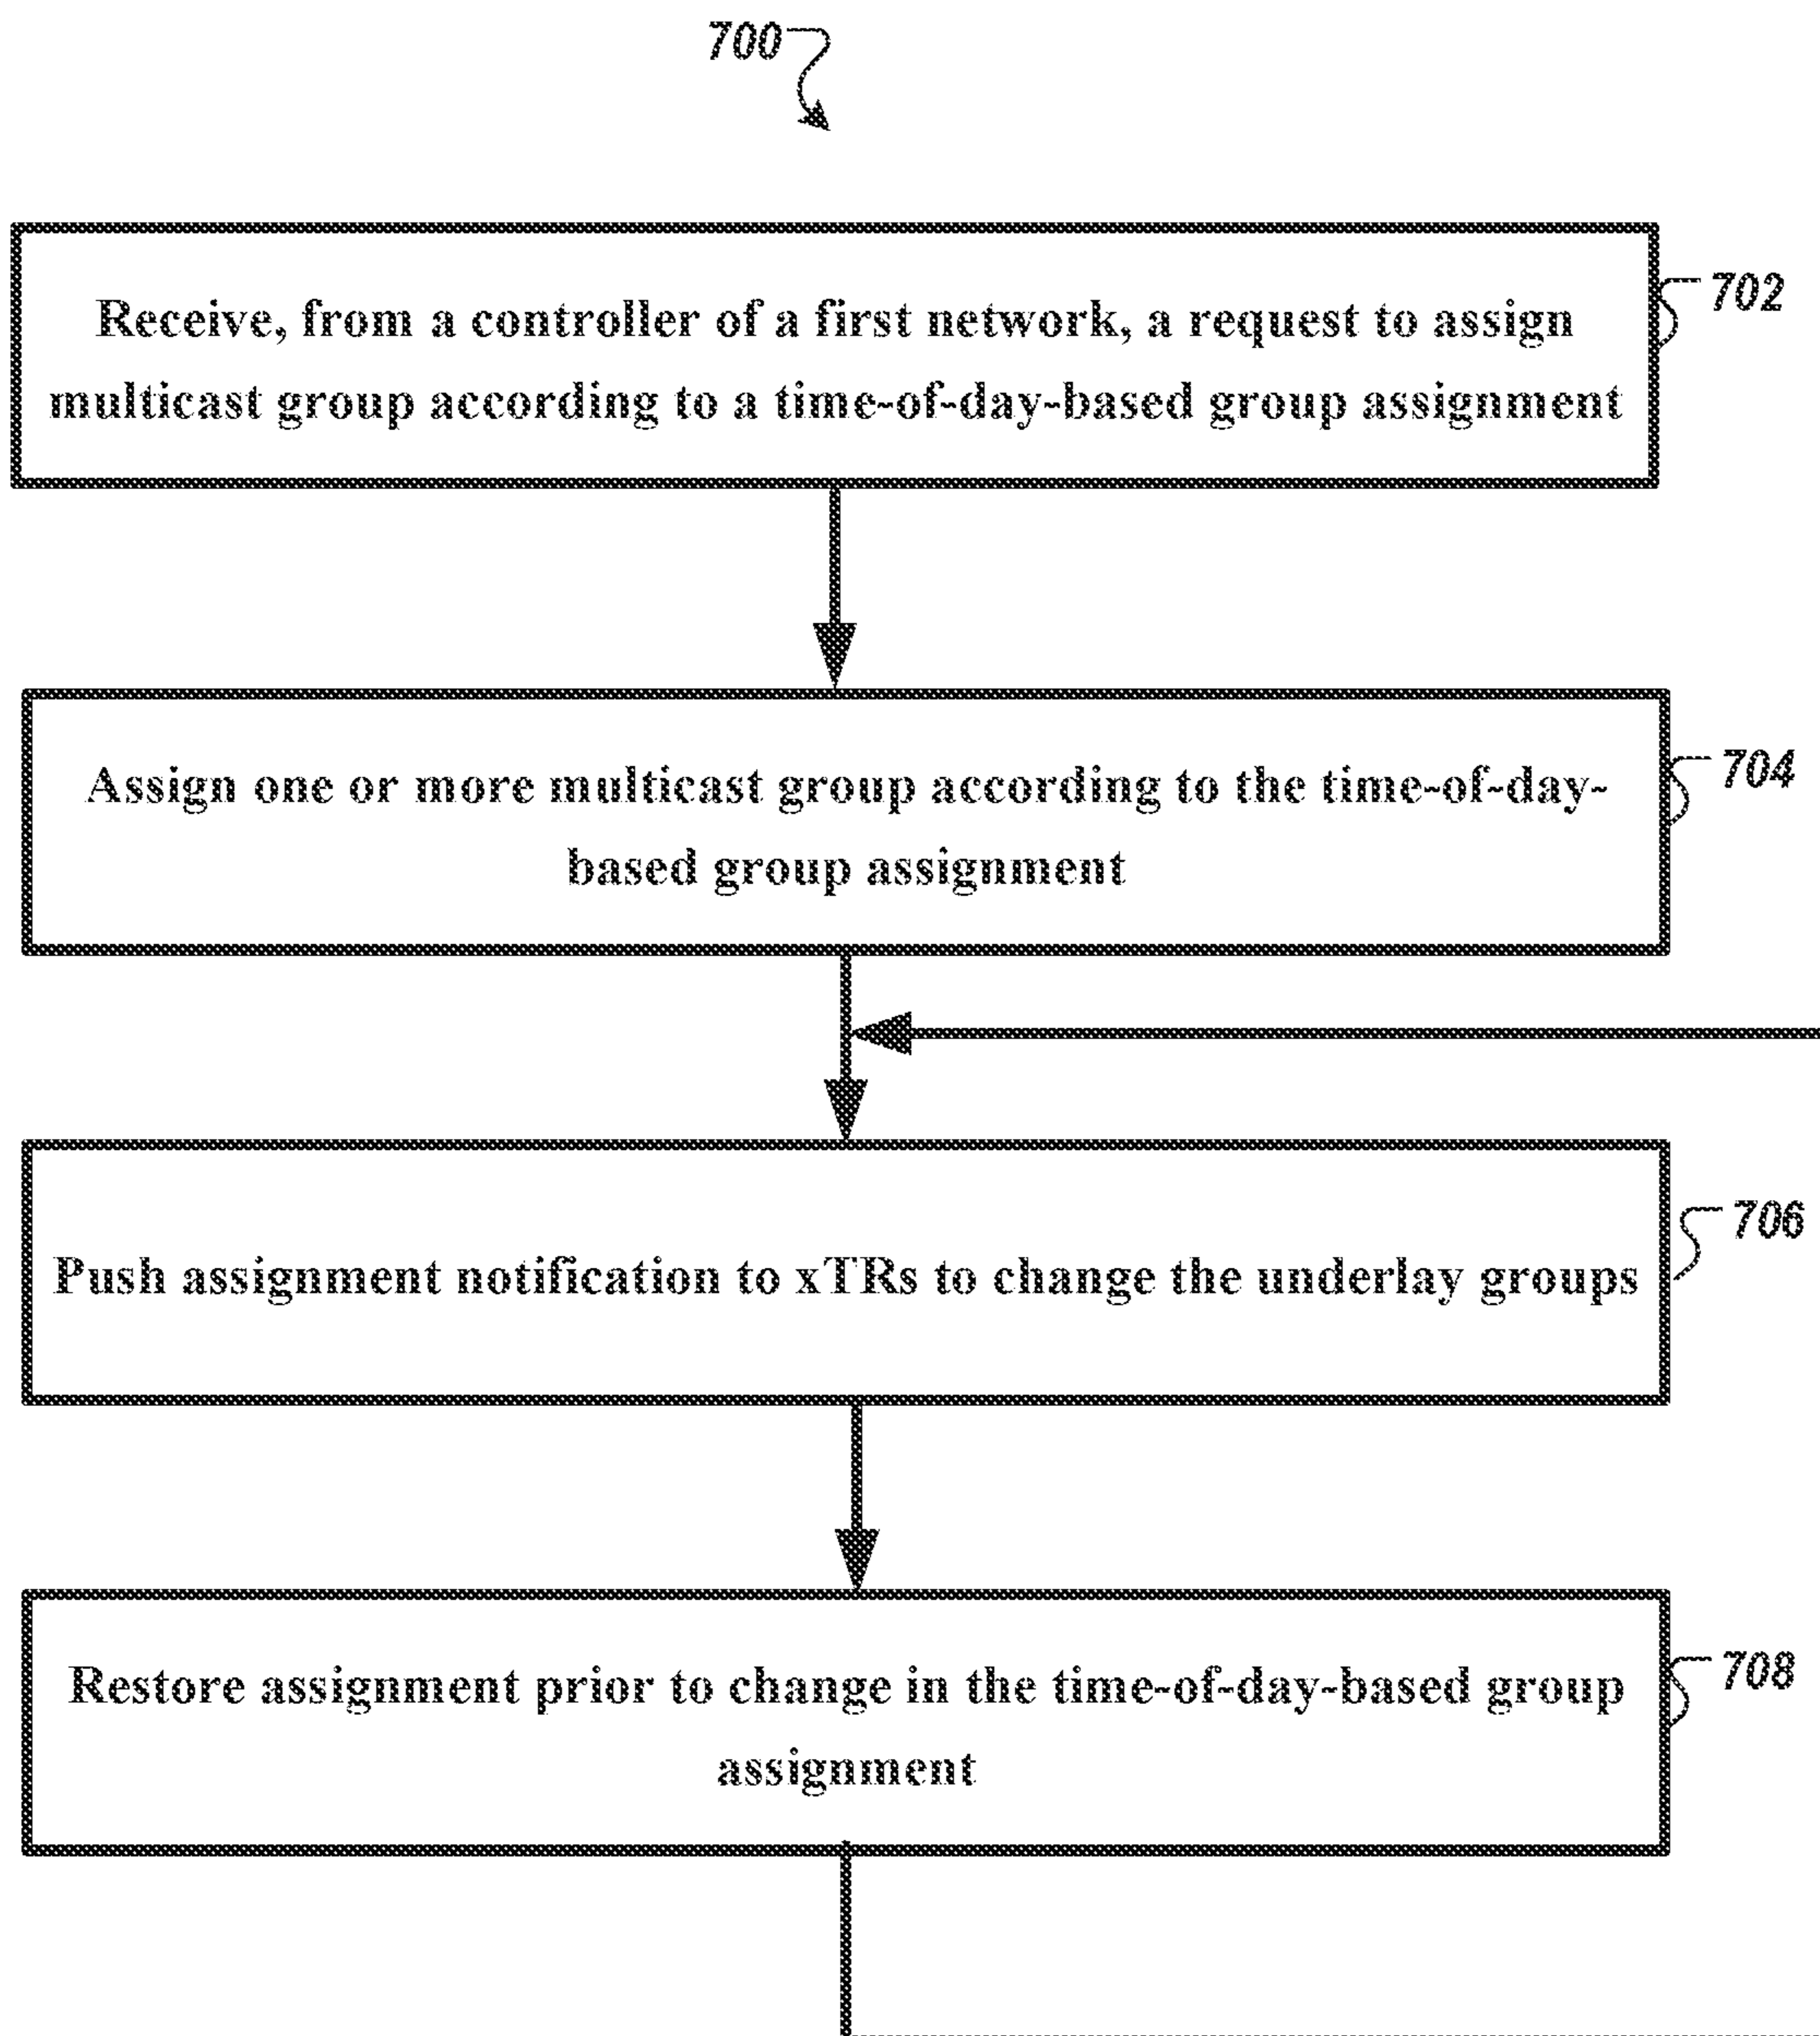 700
Receive, from a controller of a first network, a request to assign
multicast group according to a time-of-day-based group assignment
702
Assign one or more multicast group according to the time-of-day-
based group assignment
704
Push assignment notification to xTRs to change the underlay groups
706
Restore assignment prior to change in the time-of-day-based group
assignment
708